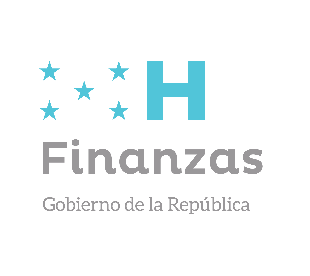 H
Finanzas
Gobierno de la República